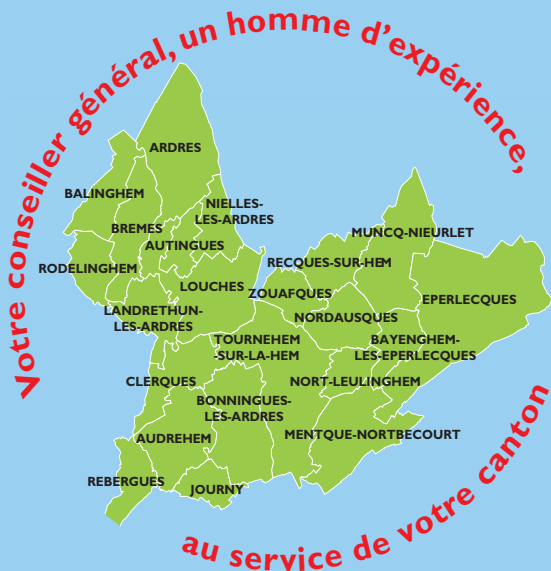 Votre conseiller général, un homme d'expérience,
ARDRES
BALINGHEM
NIELLES-
LES-ARDRES
BREMES
AUTINGUES
MUNCQ-NIEURLET
RODELINGHEM
RECQUES-SUR-HEM
LOUCHES
ZOUAFQUES
EPERLECQUES
LANDRETHUN-
LES-ARDRES
NORDAUSQUES
TOURNEHEM
-SUR-LA-HEM
BAYENGHEM-
LES-EPERLECQUES
CLERQUES
NORT-LEULINGHEM
BONNINGUES-
LES-ARDRES
AUDREHEM
MENTQUE-NORTBECOURT
REBERGUES
JOURNY
au service de votre canton